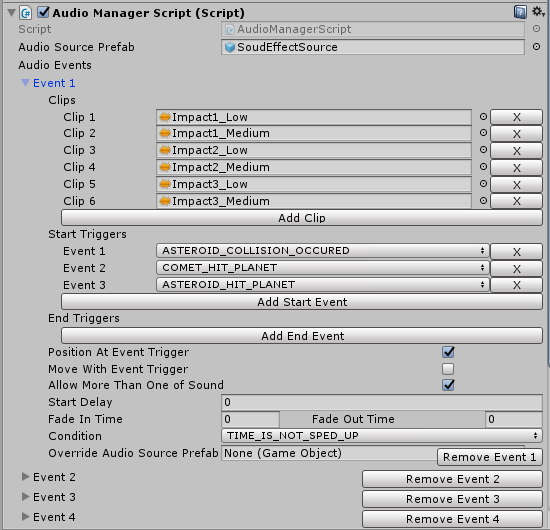 Audio Manager Script (Script)
Script AudioManagerScript
Audio Source Prefab SoudEffectSource
Audio Events
Event 1
Clips
Clip 1 Impact1_Low X
Clip 2 Impact1_Medium X
Clip 3 Impact2_Low X
Clip 4 Impact2_Medium X
Clip 5 Impact3_Low X
Clip 6 Impact3_Medium X
Add Clip
Start Triggers
Event 1 ASTEROID_COLLISION_OCCURED X
Event 2 COMET_HIT_PLANET X
Event 3 ASTEROID_HIT_PLANET X
Add Start Event
End Triggers
Add End Event
Position At Event Trigger
Move With Event Trigger
Allow More Than One of Sound
Start Delay 0
Fade In Time 0 Fade Out Time 0
Condition TIME_IS_NOT_SPED_UP
Override Audio Source Prefab None (Game Object) Remove Event 1
Event 2 Remove Event 2
Event 3 Remove Event 3
Event 4 Remove Event 4